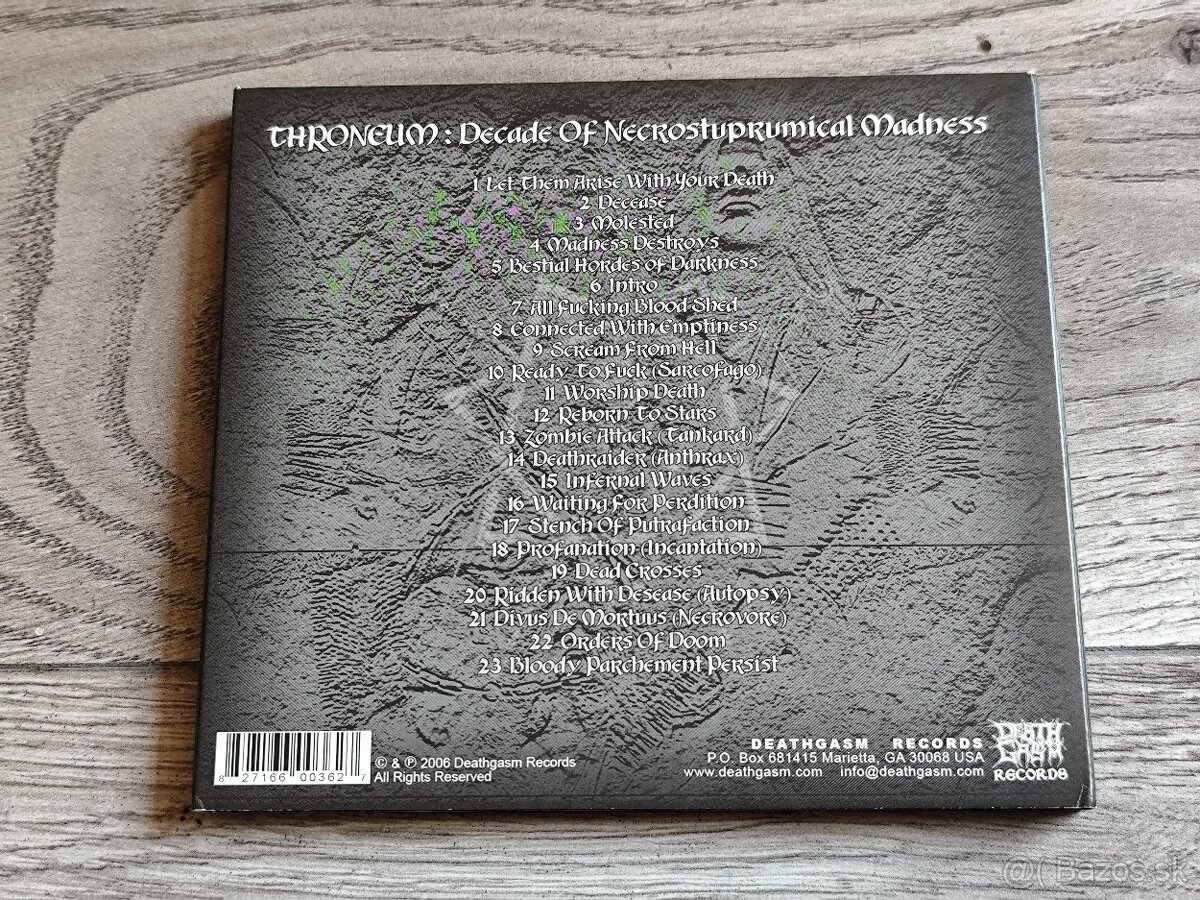 Throneum : Decade Of Necrostuprumical Madness
1 Let Them Arise With Your Death
2 Decease
3 Molested
4 Madness Destroys
5 Bestial Hordes of Darkness
6 Intro
7 All Fucking Blood Shed
8 Connected With Emptiness
9 Scream From Hell
10 Ready To Fuck (Sarcofago)
11 Worship Death
12 Reborn To Stars
13 Zombie Attack (Tankard)
14 Deathraider (Anthrax)
15 Infernal Waves
16 Waiting For Perdition
17 Stench Of Putrafaction
18 Profanation (Incantation)
19 Dead Crosses
20 Ridden With Desease (Autopsy)
21 Divus De Mortuus (Necrovore)
22 Orders Of Doom
23 Bloody Parchement Persist
8 27166 00362 7
© & ℗ 2006 Deathgasm Records
All Rights Reserved
DEATHGASM RECORDS
P.O. Box 681415 Marietta, GA 30068 USA
www.deathgasm.com info@deathgasm.com
DEATH
GASM
RECORDS
@( Bazos.sk